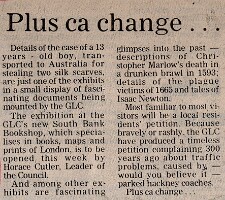 Plus ca change . . .
Details of the case of a 13
year - old boy, tran-
sported to Australia for
stealing two silk scarves,
are just one of the exhibits
in a small display of fasci-
nating documents being
mounted by the GLC.
The exhibition at the
GLC's new South Bank
Bookshop, which specia-
lises in books, maps and
prints of London, is to be
opened this week by
Horace Cutler, Leader of
the Council.
And among other ex-
hibits are fascinating
glimpses into the past —
descriptions of Chri-
stopher Marlowe's death in
a drunken brawl in 1593;
details of the plague
victims of 1665 and tales of
Isaac Newton.
Most familiar to most vi-
sitors will be a local resi-
dents' petition. Because
bravely or rashly, the GLC
have produced a timeless
petition complaining 300
years ago about traffic
problems, caused by —
would you believe it —
parked hackney coaches.
Plus ca change . . .